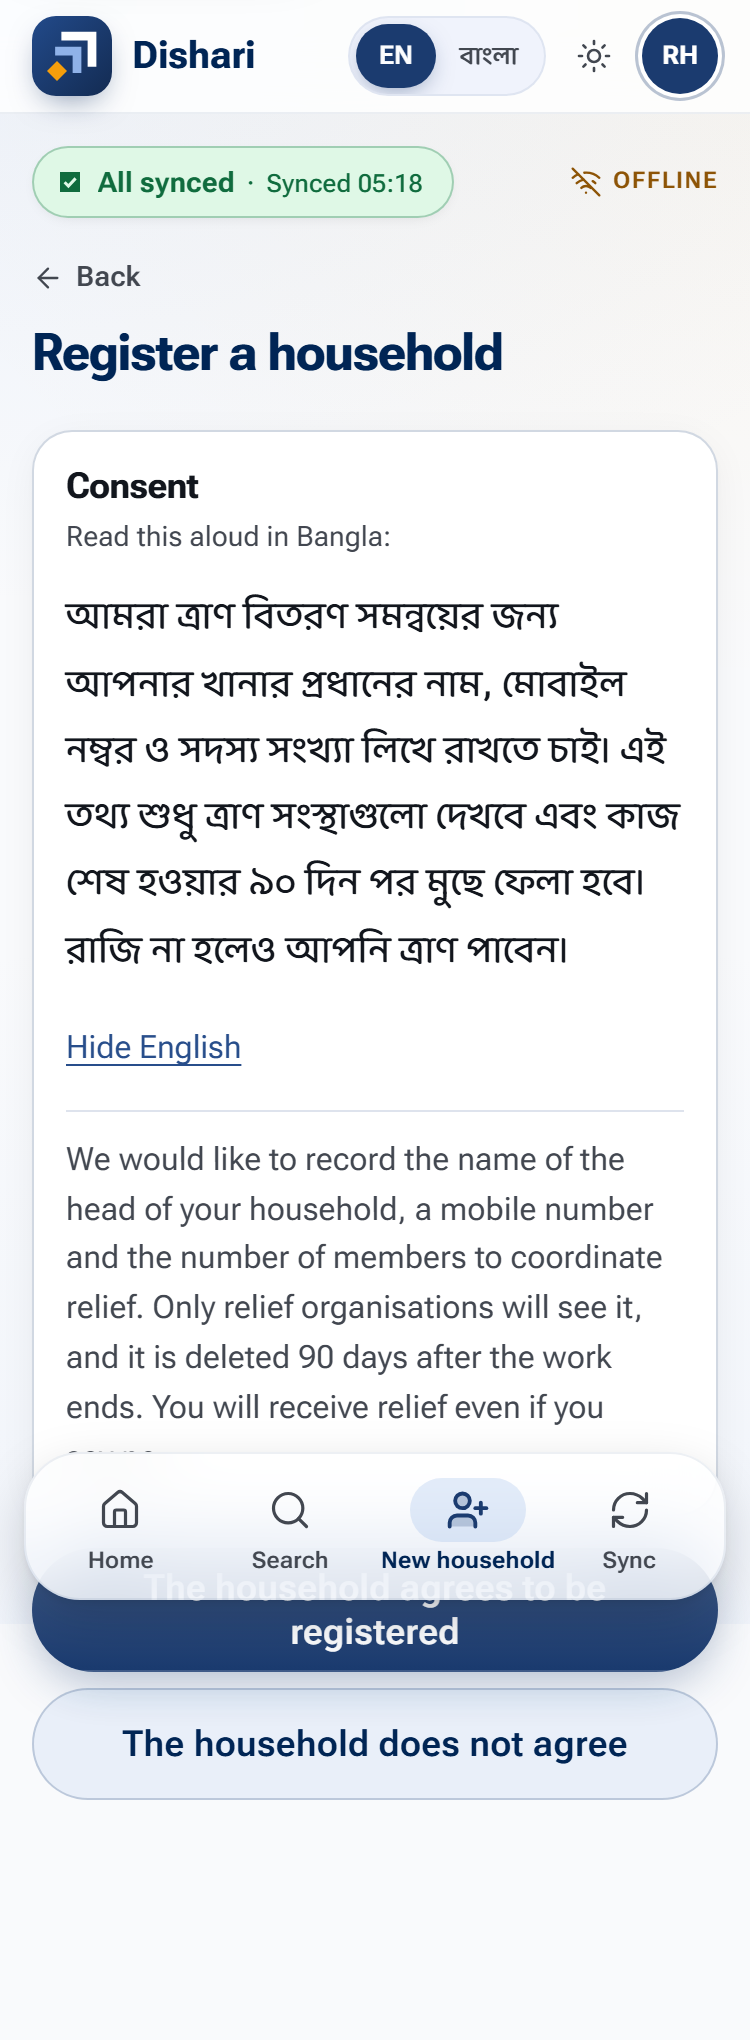 Dishari
EN
বাংলা
RH
All synced · Synced 05:18
OFFLINE
Back
Register a household
Consent
Read this aloud in Bangla:
আমরা ত্রাণ বিতরণ সমন্বয়ের জন্য
আপনার খানার প্রধানের নাম, মোবাইল
নম্বর ও সদস্য সংখ্যা লিখে রাখতে চাই। এই
তথ্য শুধু ত্রাণ সংস্থাগুলো দেখবে এবং কাজ
শেষ হওয়ার ৯০ দিন পর মুছে ফেলা হবে।
রাজি না হলেও আপনি ত্রাণ পাবেন।
Hide English
We would like to record the name of the
head of your household, a mobile number
and the number of members to coordinate
relief. Only relief organisations will see it,
and it is deleted 90 days after the work
ends. You will receive relief even if you
Home
Search
New household
Sync
The household agrees to be
registered
The household does not agree